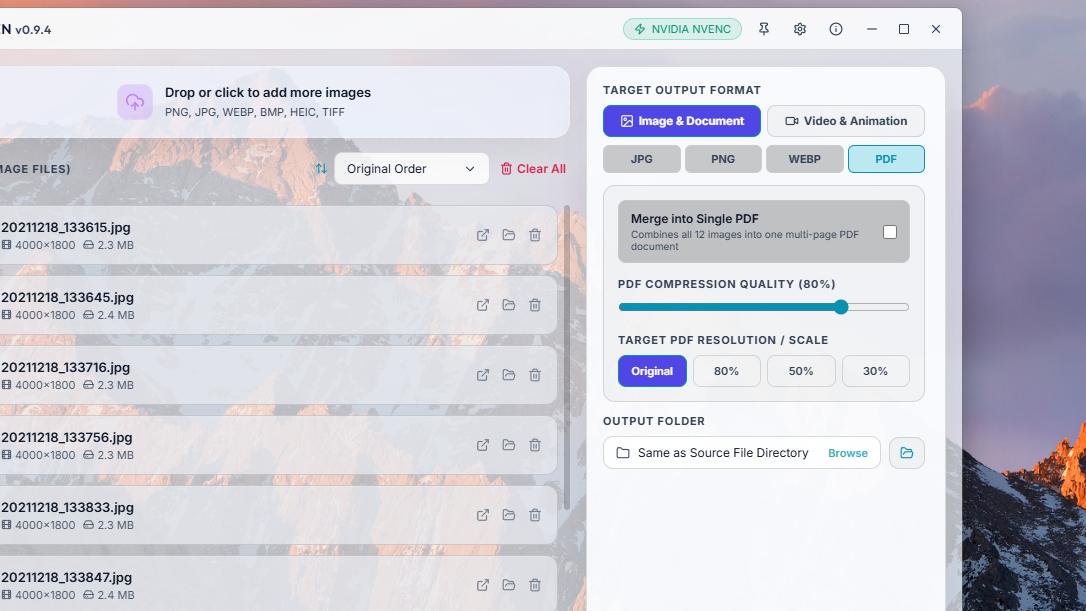 EN v0.9.4
NVIDIA NVENC
Drop or click to add more images
PNG, JPG, WEBP, BMP, HEIC, TIFF
MAGE FILES)
Original Order
Clear All
20211218_133615.jpg
4000×1800 2.3 MB
20211218_133645.jpg
4000×1800 2.4 MB
20211218_133716.jpg
4000×1800 2.3 MB
20211218_133756.jpg
4000×1800 2.3 MB
20211218_133833.jpg
4000×1800 2.3 MB
20211218_133847.jpg
4000×1800 2.4 MB
TARGET OUTPUT FORMAT
Image & Document
Video & Animation
JPG
PNG
WEBP
PDF
Merge into Single PDF
Combines all 12 images into one multi-page PDF
document
PDF COMPRESSION QUALITY (80%)
TARGET PDF RESOLUTION / SCALE
Original
80%
50%
30%
OUTPUT FOLDER
Same as Source File Directory
Browse